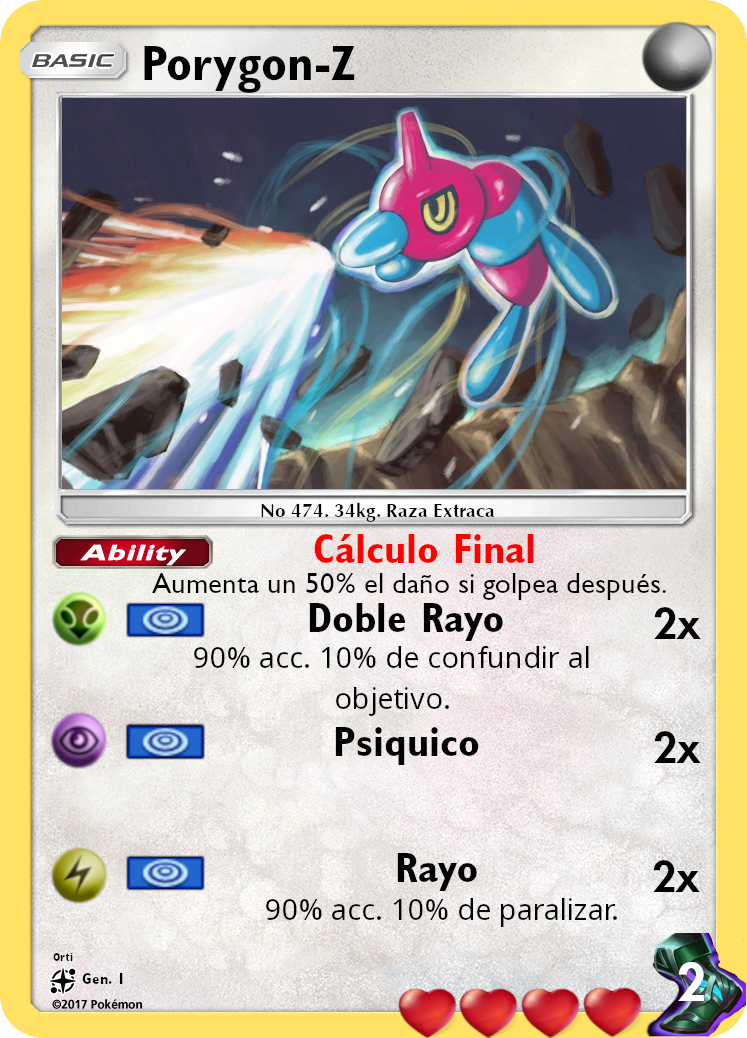 BASIC Porygon-Z
No 474. 34kg. Raza Extraca
Ability Cálculo Final
Aumenta un 50% el daño si golpea después.
Doble Rayo 2x
90% acc. 10% de confundir al
objetivo.
Psiquico 2x
Rayo 2x
90% acc. 10% de paralizar.
Orti
Gen. I
©2017 Pokémon
2